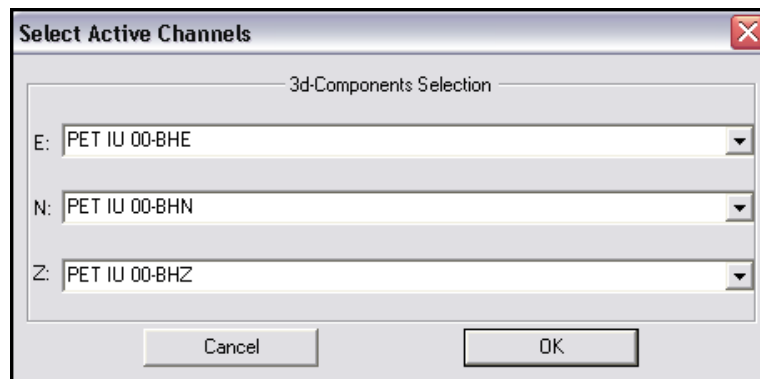 Select Active Channels
3d-Components Selection
E: PET IU 00-BHE
N: PET IU 00-BHN
Z: PET IU 00-BHZ
Cancel OK